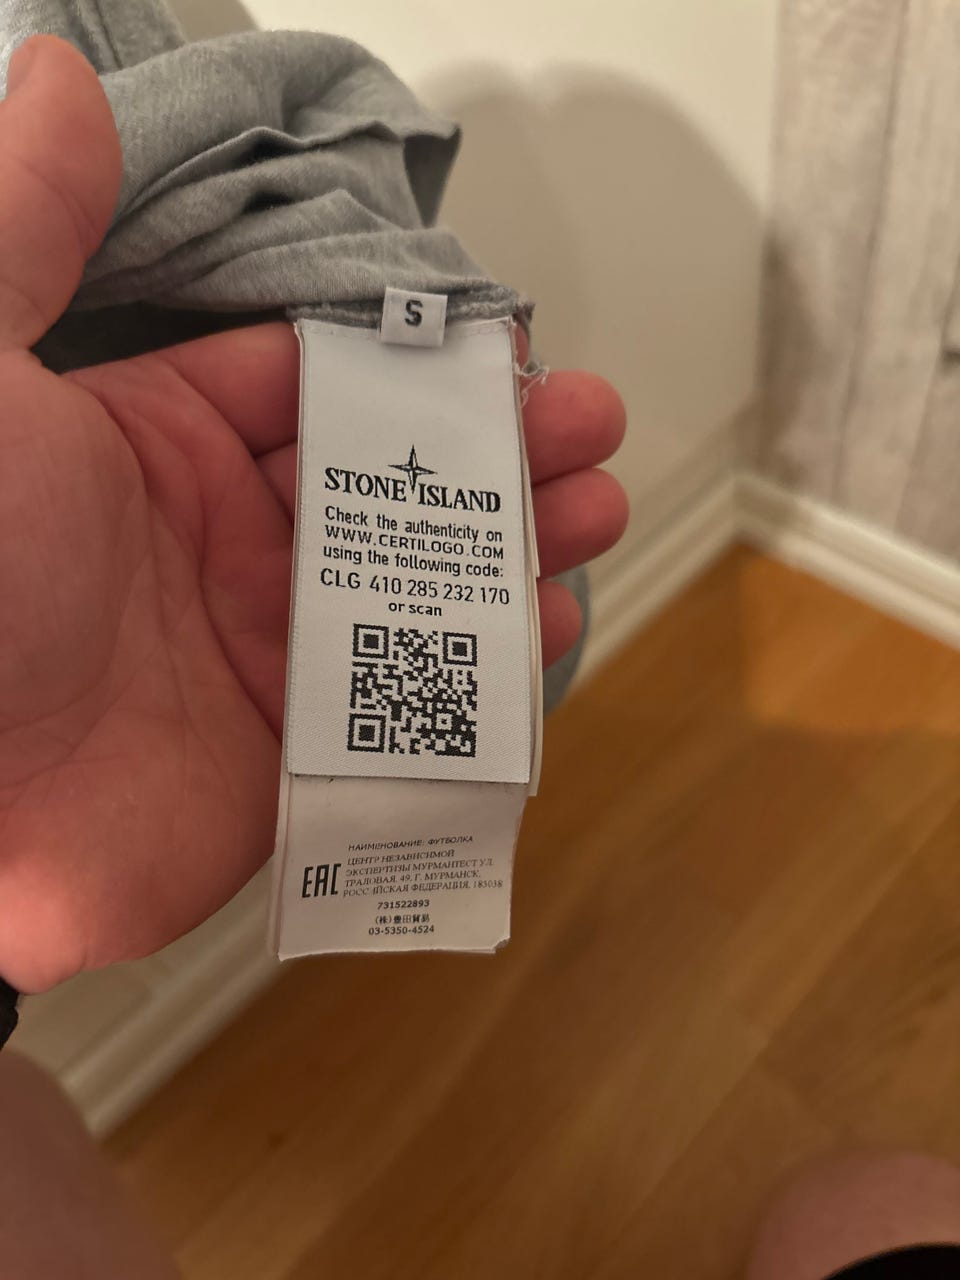 S
STONE ISLAND
Check the authenticity on
WWW.CERTILOGO.COM
using the following code:
CLG 410 285 232 170
or scan
НАИМЕНОВАНИЕ: ФУТБОЛКА
EAC
ЦЕНТР НЕЗАВИСИМОЙ
ЭКСПЕРТИЗЫ МУРМАНТЕСТ УЛ.
ТРАЛОВАЯ, 49, Г. МУРМАНСК,
РОССИЙСКАЯ ФЕДЕРАЦИЯ, 183038
731522893
(株)豊田貿易
03-5350-4524